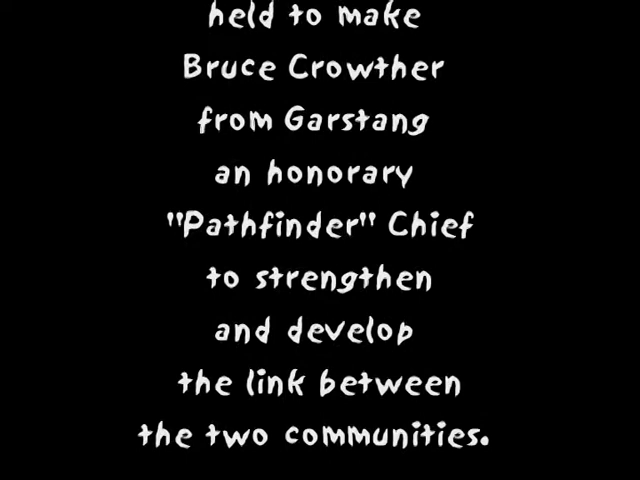 held to make
Bruce Crowther
from Garstang
an honorary
"Pathfinder" Chief
to strengthen
and develop
the link between
the two communities.